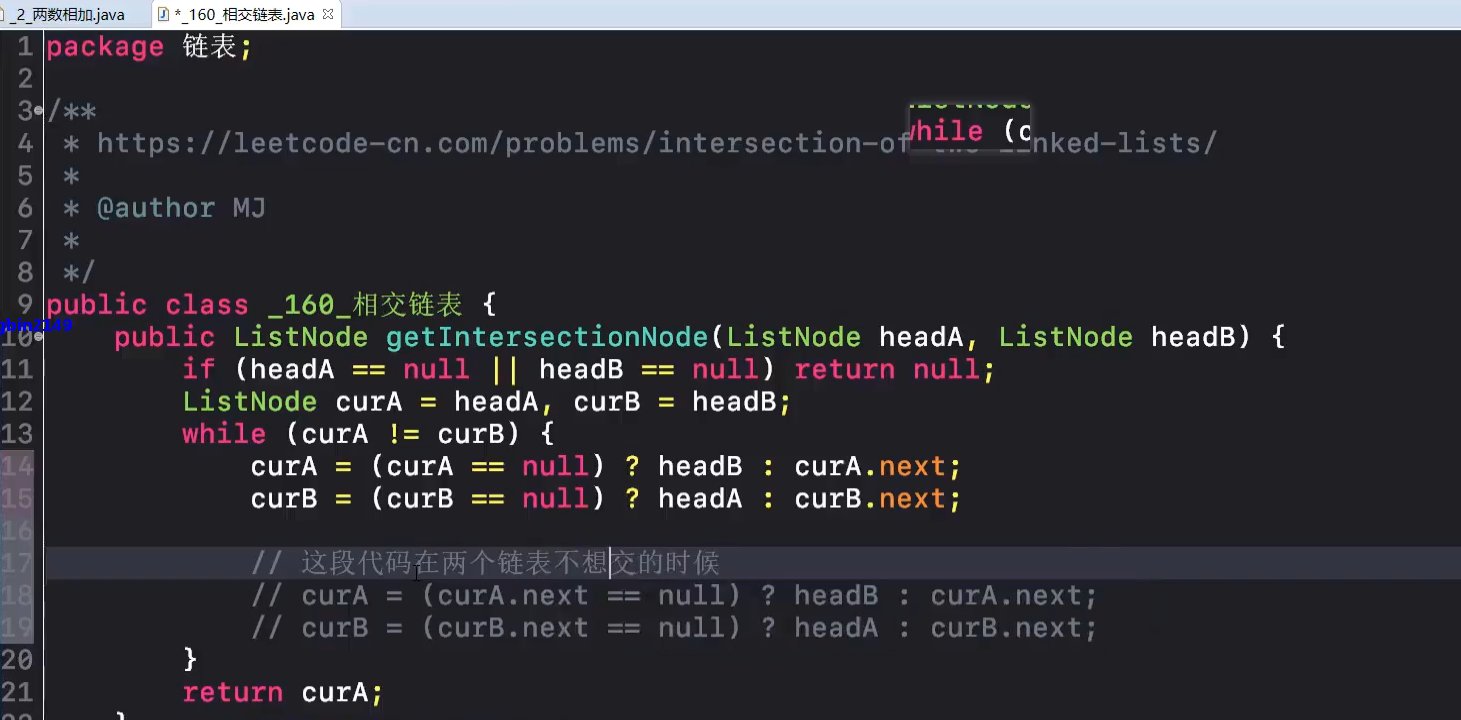 _2_两数相加.java *_160_相交链表.java
1 package 链表;
2
3 /**
4 * https://leetcode-cn.com/problems/intersection-of-two-linked-lists/
while (c
5 *
6 * @author MJ
7 *
8 */
9 public class _160_相交链表 {
10 public ListNode getIntersectionNode(ListNode headA, ListNode headB) {
11 if (headA == null || headB == null) return null;
12 ListNode curA = headA, curB = headB;
13 while (curA != curB) {
14 curA = (curA == null) ? headB : curA.next;
15 curB = (curB == null) ? headA : curB.next;
16
17 // 这段代码在两个链表不想交的时候
18 // curA = (curA.next == null) ? headB : curA.next;
19 // curB = (curB.next == null) ? headA : curB.next;
20 }
21 return curA;